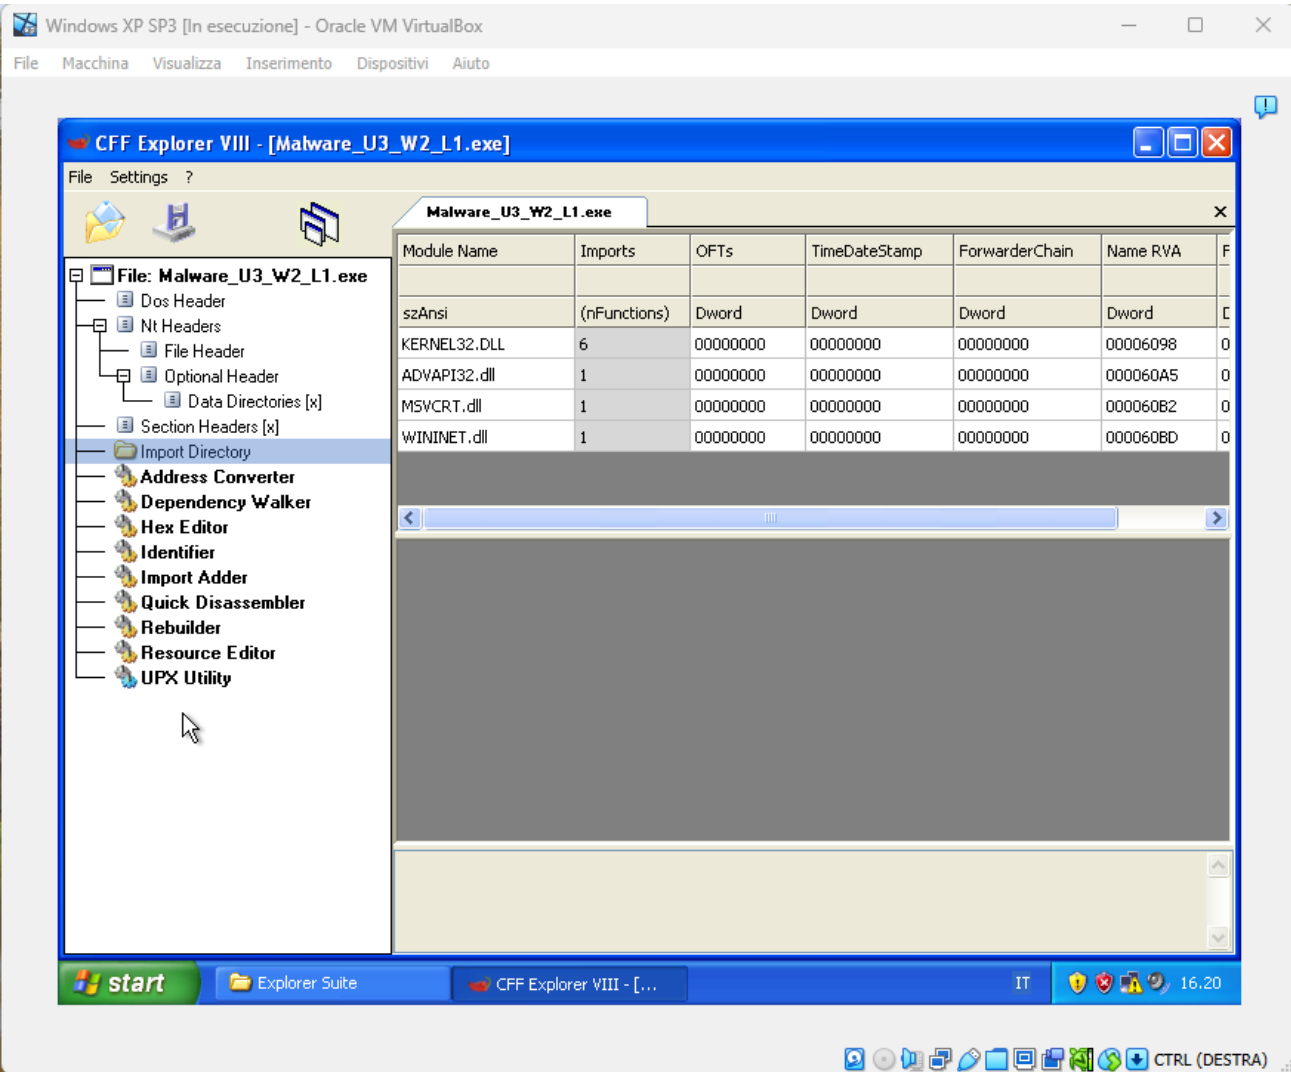 Windows XP SP3 [In esecuzione] - Oracle VM VirtualBox
File Macchina Visualizza Inserimento Dispositivi Aiuto
CFF Explorer VIII - [Malware_U3_W2_L1.exe]
File Settings ?
Malware_U3_W2_L1.exe
File: Malware_U3_W2_L1.exe
Dos Header
Nt Headers
File Header
Optional Header
Data Directories [x]
Section Headers [x]
Import Directory
Address Converter
Dependency Walker
Hex Editor
Identifier
Import Adder
Quick Disassembler
Rebuilder
Resource Editor
UPX Utility
Module Name Imports OFTs TimeDateStamp ForwarderChain Name RVA F
szAnsi (nFunctions) Dword Dword Dword Dword
KERNEL32.DLL 6 00000000 00000000 00000000 00006098 0
ADVAPI32.dll 1 00000000 00000000 00000000 000060A5 0
MSVCRT.dll 1 00000000 00000000 00000000 000060B2 0
WININET.dll 1 00000000 00000000 00000000 000060BD 0
start Explorer Suite CFF Explorer VIII - [... IT 16.20
CTRL (DESTRA)